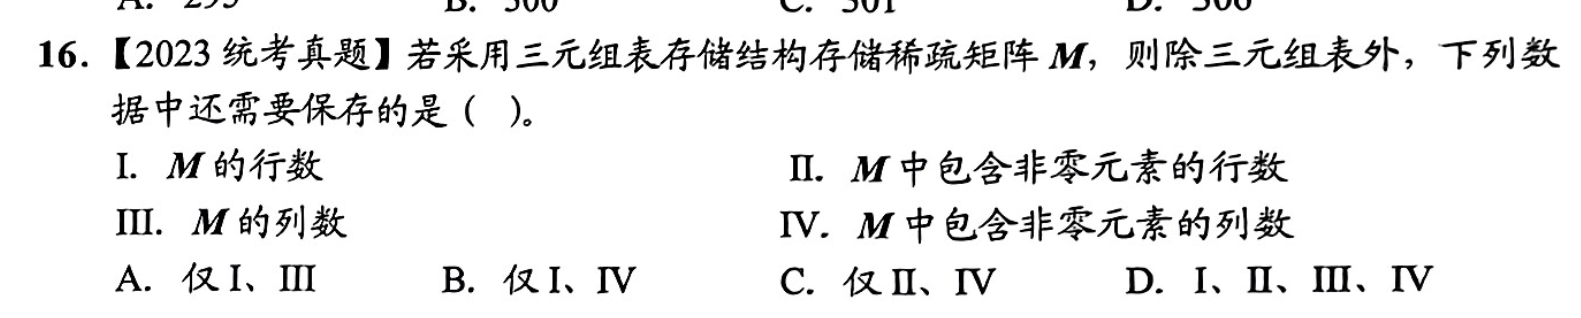 16.【2023 统考真题】若采用三元组表存储结构存储稀疏矩阵 M，则除三元组表外，下列数
据中还需要保存的是（ ）。
I. M 的行数 II. M 中包含非零元素的行数
III. M 的列数 IV. M 中包含非零元素的列数
A. 仅 I、III B. 仅 I、IV C. 仅 II、IV D. I、II、III、IV